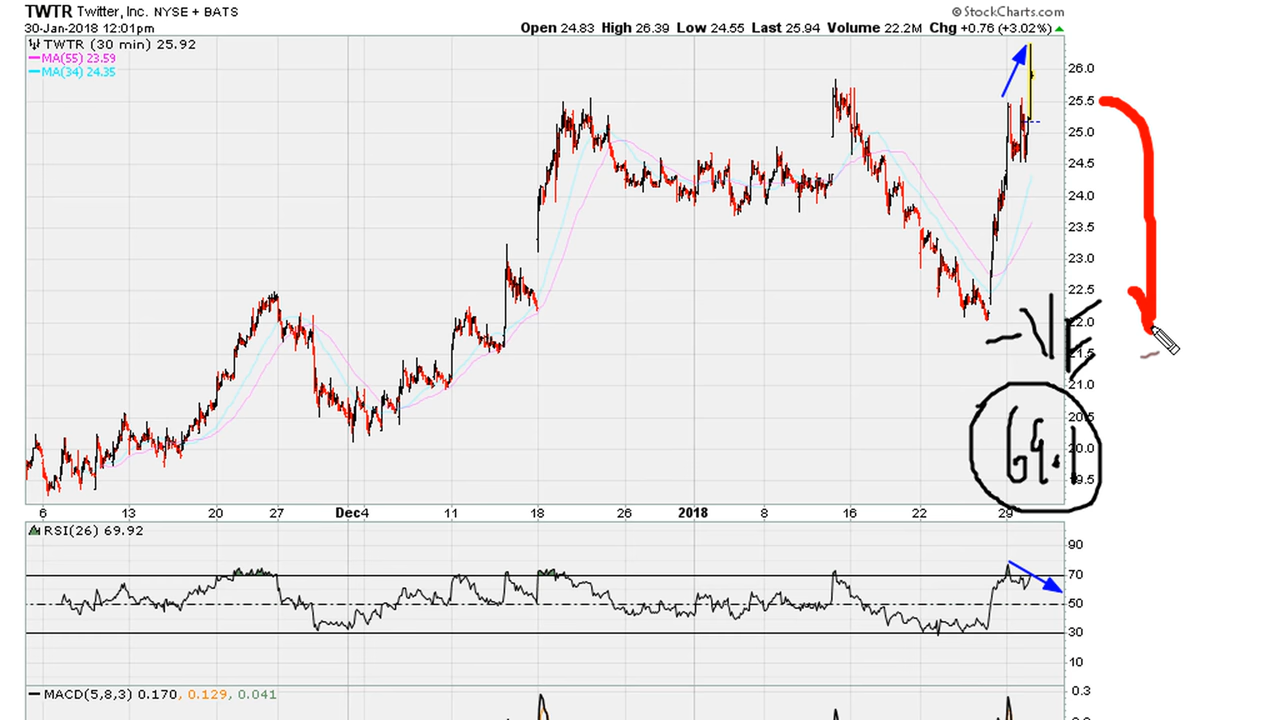 TWTR Twitter, Inc. NYSE + BATS
© StockCharts.com
30-Jan-2018 12:01pm
Open 24.83 High 26.39 Low 24.55 Last 25.94 Volume 22.2M Chg +0.76 (+3.02%)
TWTR (30 min) 25.92
MA(55) 23.59
MA(34) 24.35
26.0
25.5
25.0
24.5
24.0
23.5
23.0
22.5
22.0
21.5
21.0
20.5
20.0
19.5
-VE
69.1
6 13 20 27 Dec4 11 18 26 2018 8 16 22 29
RSI(26) 69.92
90
70
50
30
10
MACD(5,8,3) 0.170, 0.129, 0.041
0.3